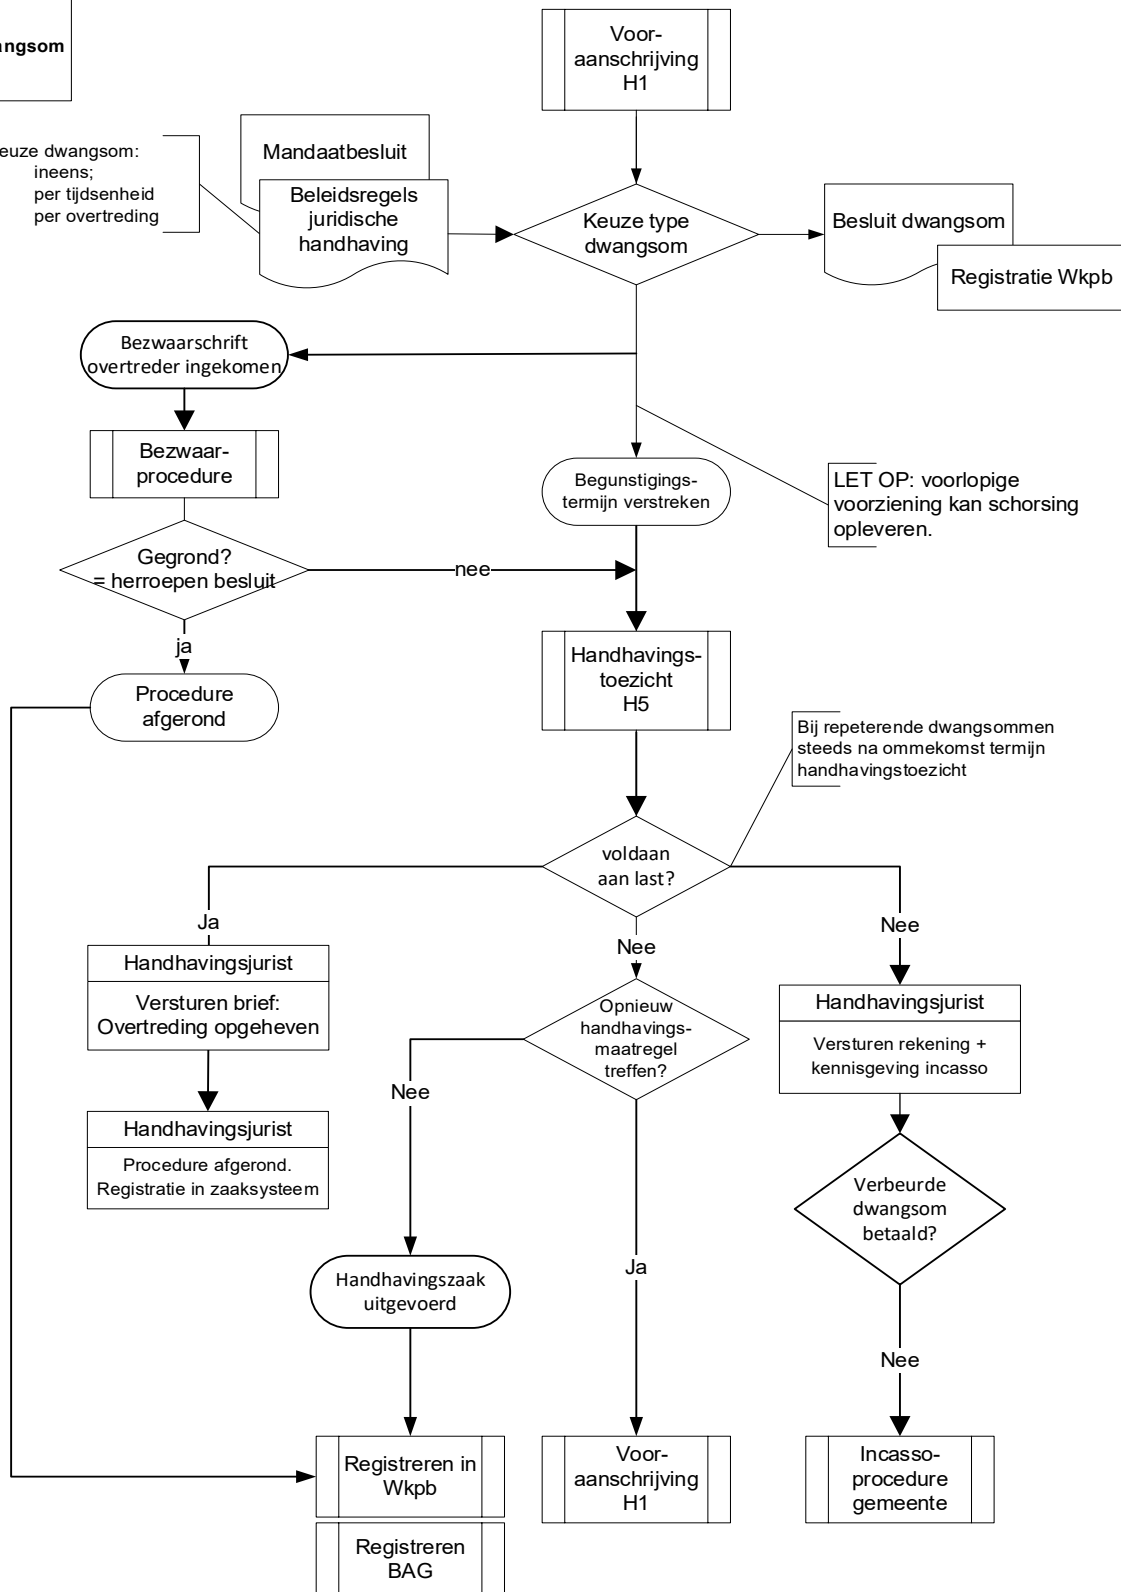 angsom
Voor-
aanschrijving
H1
euze dwangsom:
ineens;
per tijdsenheid
per overtreding
Mandaatbesluit
Beleidsregels
juridische
handhaving
Keuze type
dwangsom
Besluit dwangsom
Registratie Wkpb
Bezwaarschrift
overtreder ingekomen
Bezwaar-
procedure
Begunstigings-
termijn verstreken
LET OP: voorlopige
voorziening kan schorsing
opleveren.
Gegrond?
= herroepen besluit
nee
ja
Procedure
afgerond
Handhavings-
toezicht
H5
Bij repeterende dwangsommen
steeds na ommekomst termijn
handhavingstoezicht
voldaan
aan last?
Ja
Nee
Nee
Handhavingsjurist
Versturen brief:
Overtreding opgeheven
Opnieuw
handhavings-
maatregel
treffen?
Handhavingsjurist
Versturen rekening +
kennisgeving incasso
Nee
Handhavingsjurist
Procedure afgerond.
Registratie in zaaksysteem
Verbeurde
dwangsom
betaald?
Ja
Handhavingszaak
uitgevoerd
Nee
Registreren in
Wkpb
Voor-
aanschrijving
H1
Incasso-
procedure
gemeente
Registreren
BAG